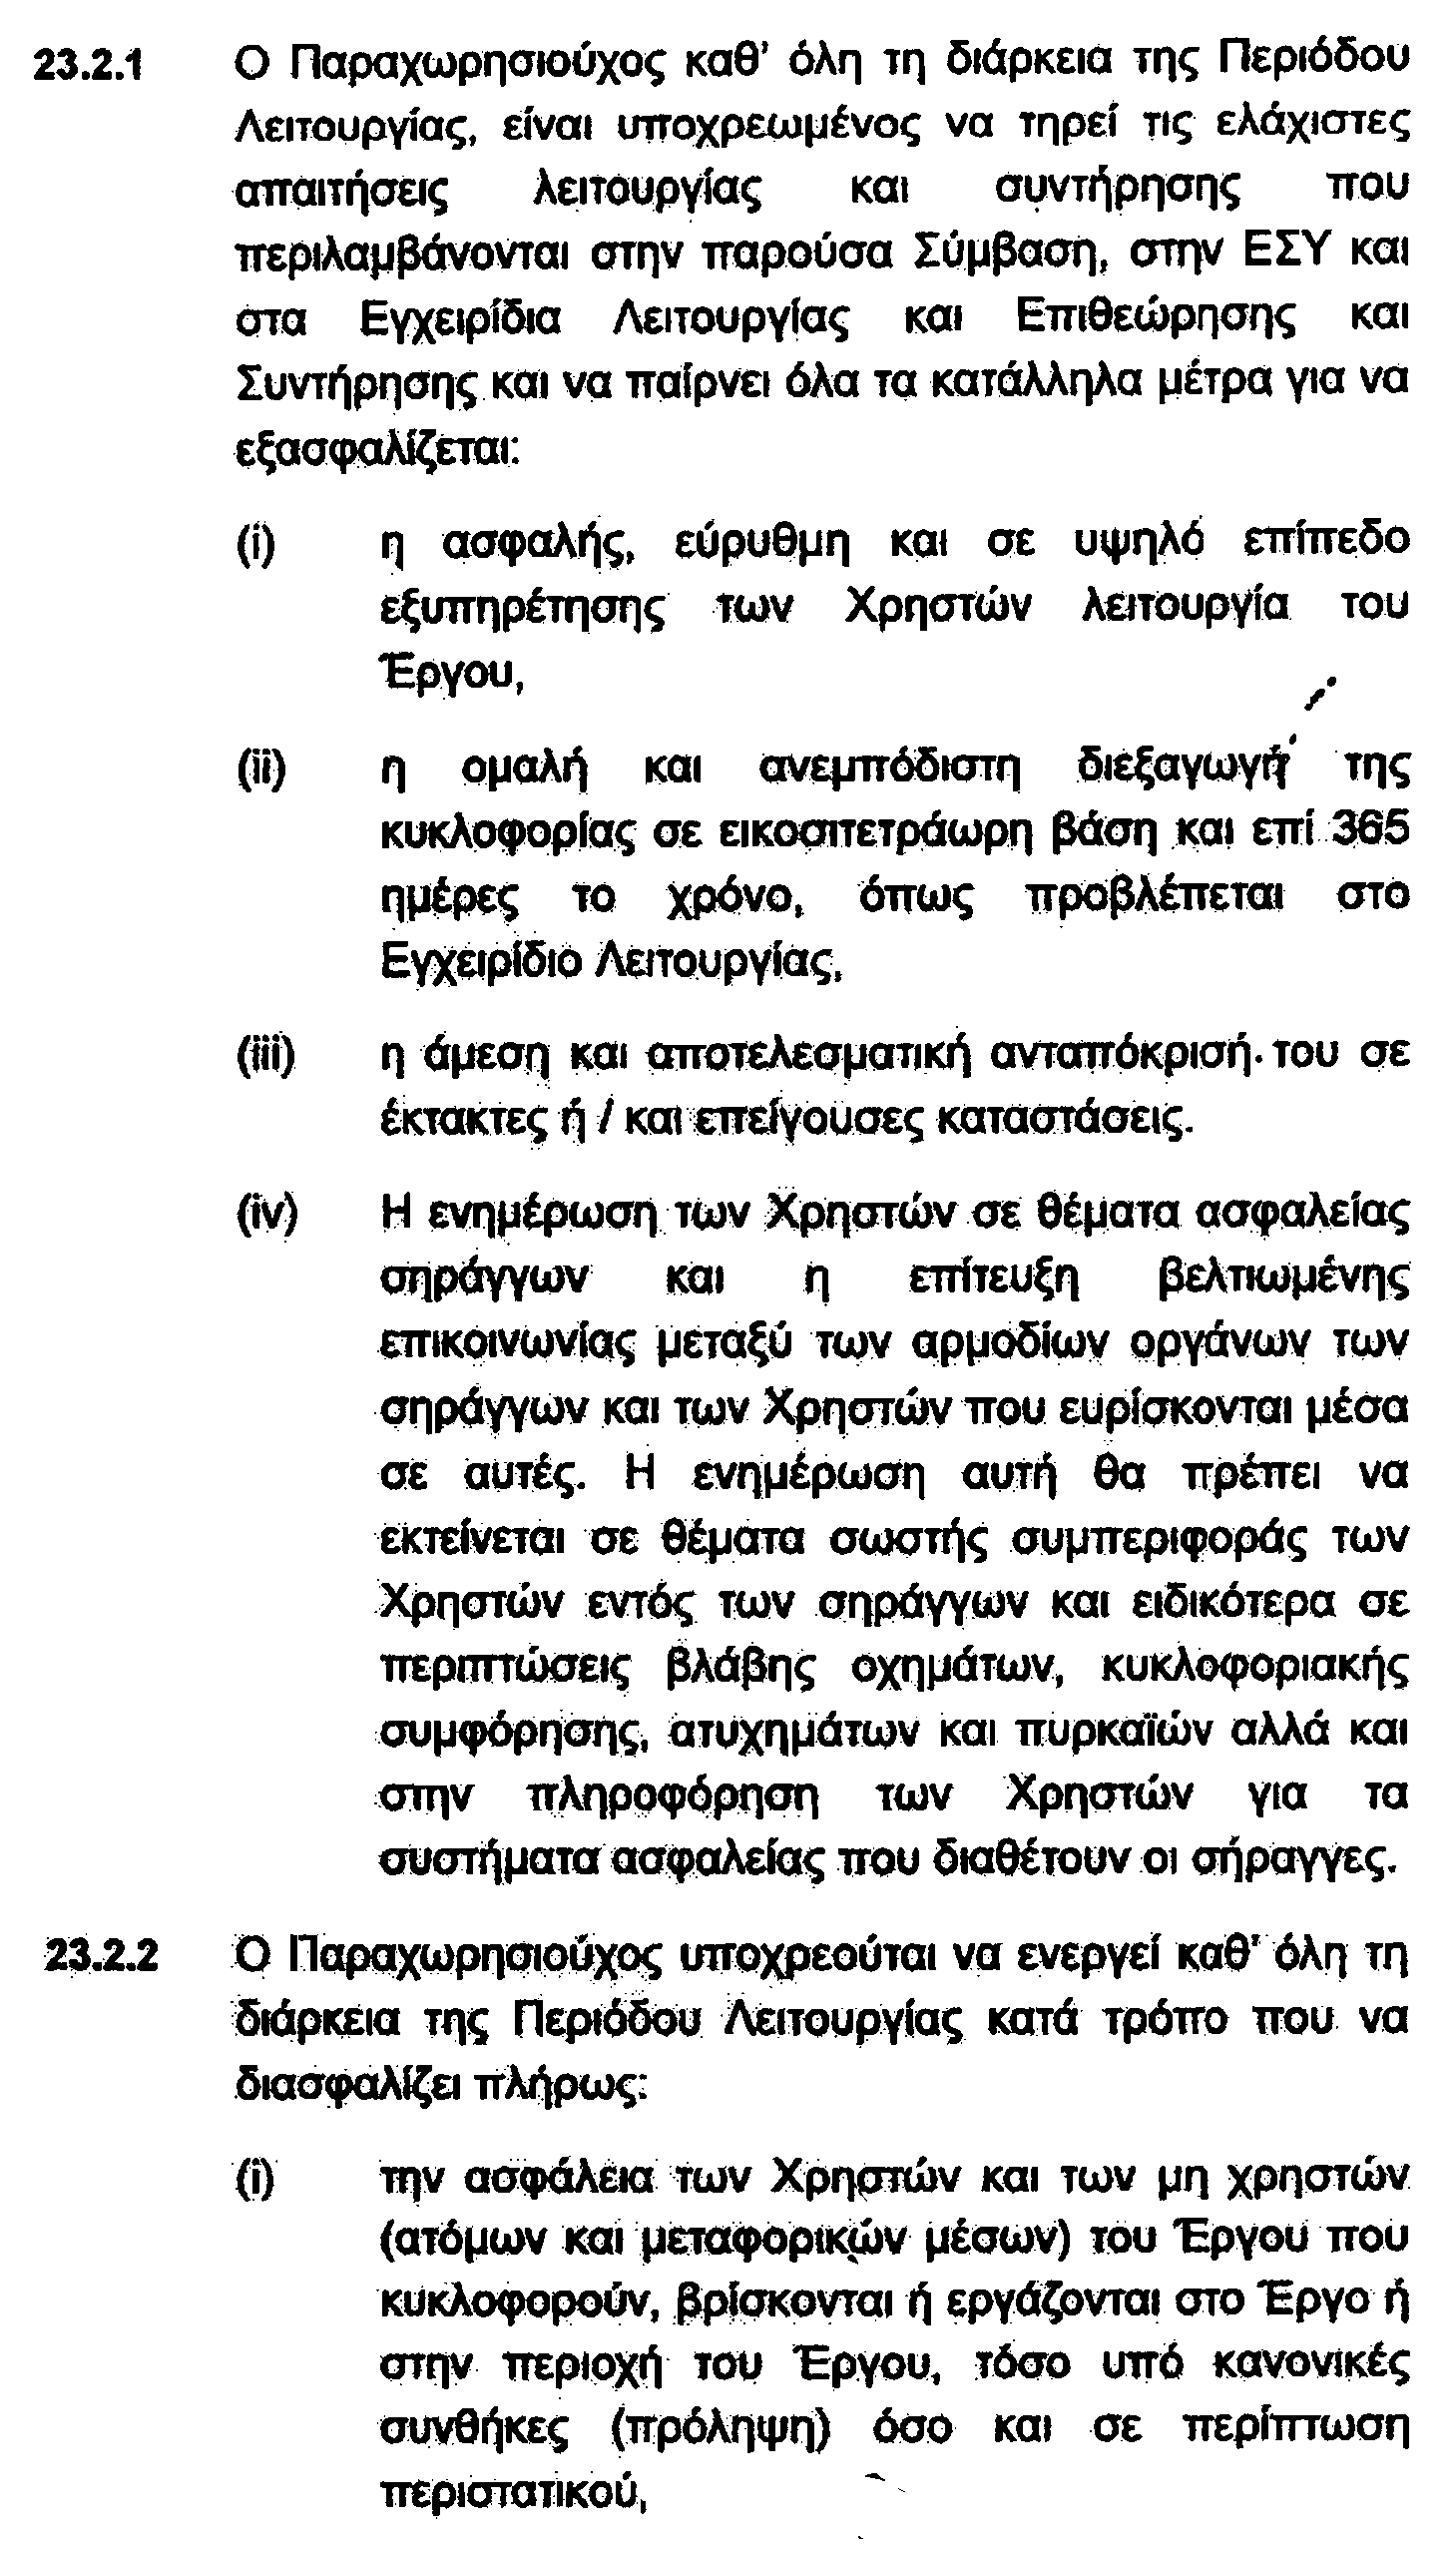 23.2.1 Ο Παραχωρησιούχος καθ’ όλη τη διάρκεια της Περιόδου
Λειτουργίας, είναι υποχρεωμένος να τηρεί τις ελάχιστες
απαιτήσεις λειτουργίας και συντήρησης που
περιλαμβάνονται στην παρούσα Σύμβαση, στην ΕΣΥ και
στα Εγχειρίδια Λειτουργίας και Επιθεώρησης και
Συντήρησης και να παίρνει όλα τα κατάλληλα μέτρα για να
εξασφαλίζεται:
(i) η ασφαλής, εύρυθμη και σε υψηλό επίπεδο
εξυπηρέτησης των Χρηστών λειτουργία του
Έργου,
(ii) η ομαλή και ανεμπόδιστη διεξαγωγή της
κυκλοφορίας σε εικοσιτετράωρη βάση και επί 365
ημέρες το χρόνο, όπως προβλέπεται στο
Εγχειρίδιο Λειτουργίας,
(iii) η άμεση και αποτελεσματική ανταπόκρισή του σε
έκτακτες ή / και επείγουσες καταστάσεις.
(iv) Η ενημέρωση των Χρηστών σε θέματα ασφαλείας
σηράγγων και η επίτευξη βελτιωμένης
επικοινωνίας μεταξύ των αρμοδίων οργάνων των
σηράγγων και των Χρηστών που ευρίσκονται μέσα
σε αυτές. Η ενημέρωση αυτή θα πρέπει να
εκτείνεται σε θέματα σωστής συμπεριφοράς των
Χρηστών εντός των σηράγγων και ειδικότερα σε
περιπτώσεις βλάβης οχημάτων, κυκλοφοριακής
συμφόρησης, ατυχημάτων και πυρκαϊών αλλά και
στην πληροφόρηση των Χρηστών για τα
συστήματα ασφαλείας που διαθέτουν οι σήραγγες.
23.2.2 Ο Παραχωρησιούχος υποχρεούται να ενεργεί καθ’ όλη τη
διάρκεια της Περιόδου Λειτουργίας κατά τρόπο που να
διασφαλίζει πλήρως:
(i) την ασφάλεια των Χρηστών και των μη χρηστών
(ατόμων και μεταφορικών μέσων) του Έργου που
κυκλοφορούν, βρίσκονται ή εργάζονται στο Έργο ή
στην περιοχή του Έργου, τόσο υπό κανονικές
συνθήκες (πρόληψη) όσο και σε περίπτωση
περιστατικού,